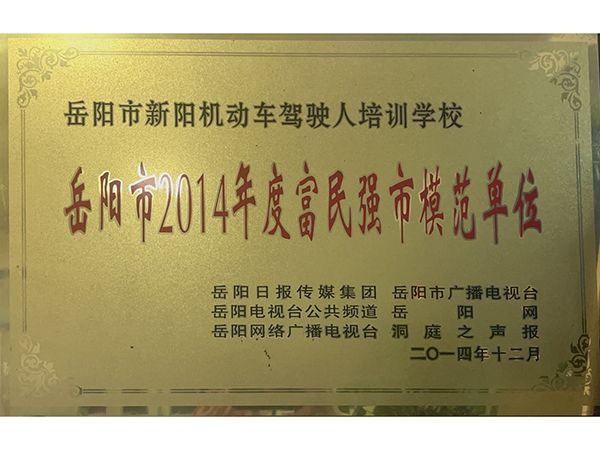 岳阳市新阳机动车驾驶人培训学校
岳阳市2014年度富民强市模范单位
岳阳日报传媒集团 岳阳市广播电视台
岳阳电视台公共频道 岳阳网
岳阳网络广播电视台 洞庭之声报
二〇一四年十二月